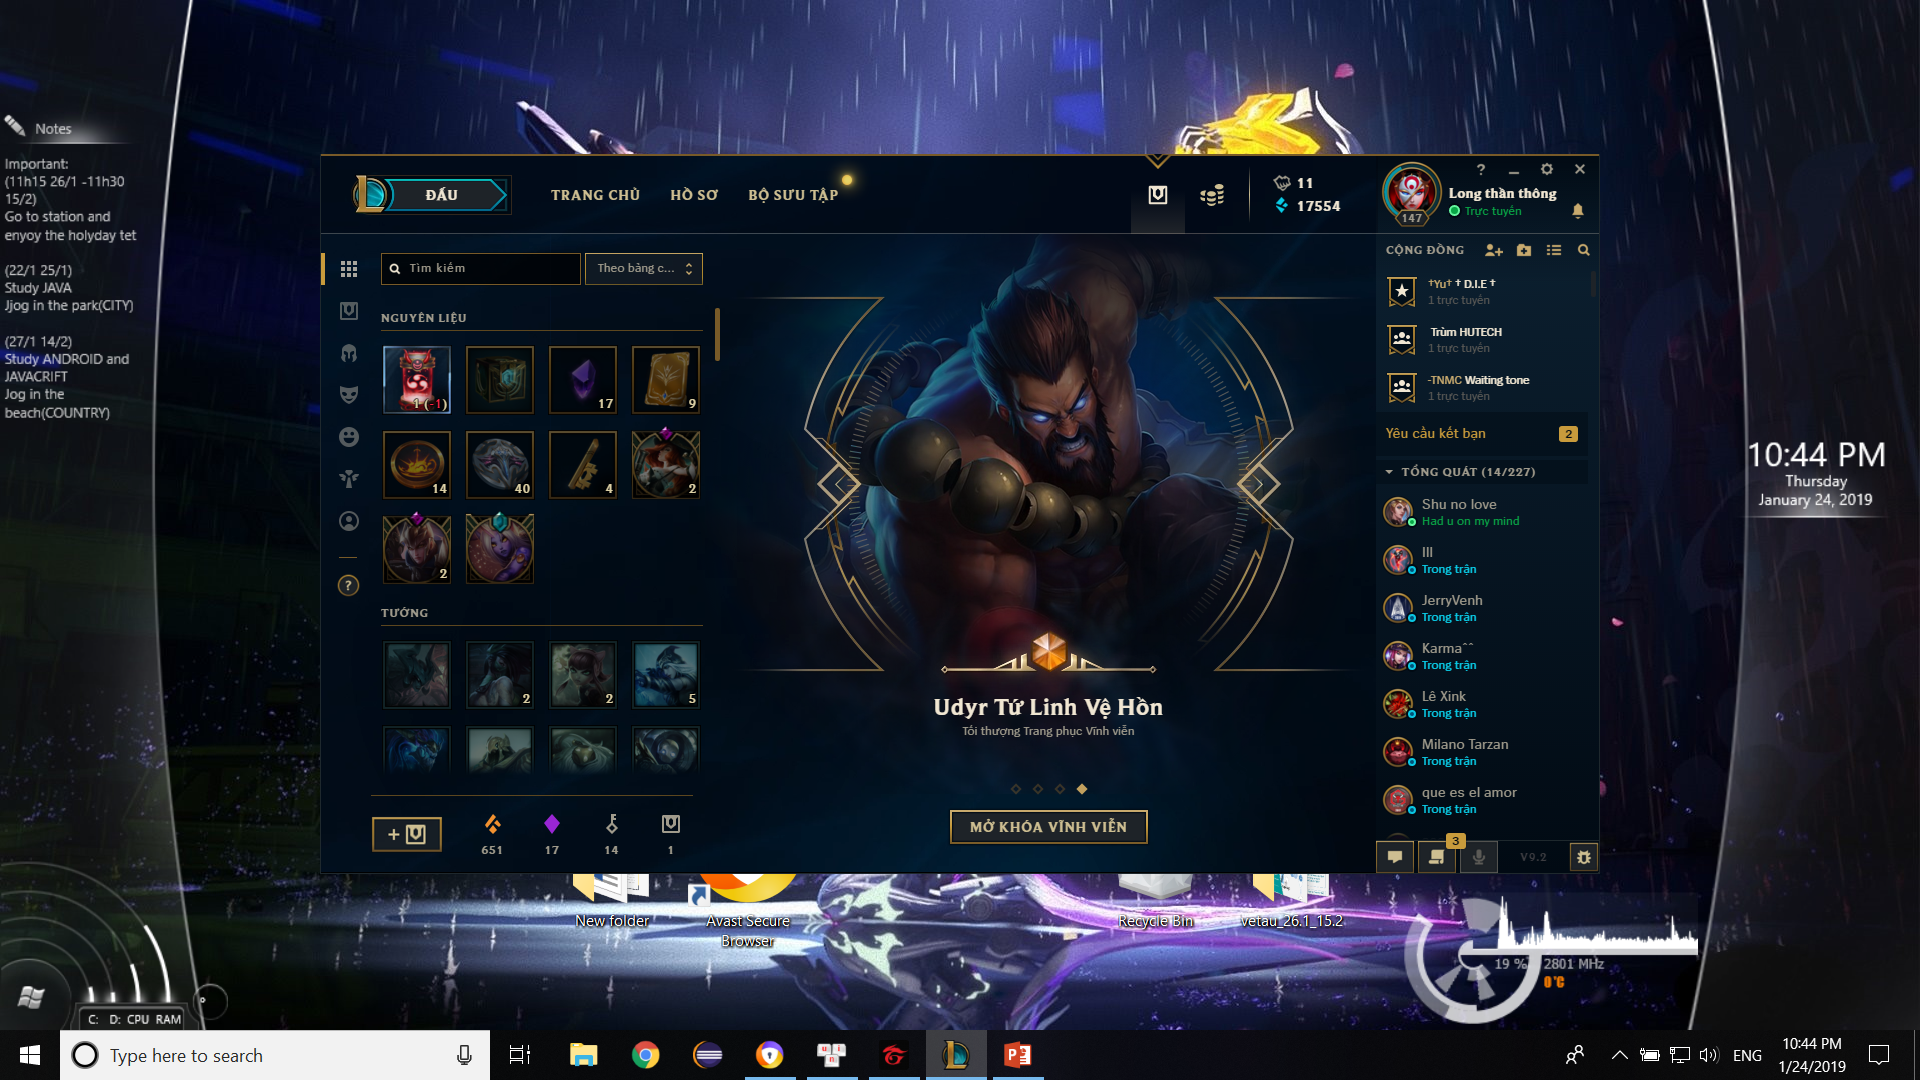 Notes
Important:
(11h15 26/1 -11h30
15/2)
Go to station and
enyoy the holyday tet
(22/1 25/1)
Study JAVA
Jjog in the park(CITY)
(27/1 14/2)
Study ANDROID and
JAVACRIFT
Jog in the
beach(COUNTRY)
ĐẤU
TRANG CHỦ
HỒ SƠ
BỘ SƯU TẬP
11
17554
?
147
Long thần thông
Trực tuyến
Tìm kiếm
Theo bảng c...
NGUYÊN LIỆU
1 (-1)
17
9
14
40
4
2
2
?
TƯỚNG
2
2
5
651
17
14
1
Udyr Tứ Linh Vệ Hồn
Tối thượng Trang phục Vĩnh viễn
MỞ KHÓA VĨNH VIỄN
CỘNG ĐỒNG
†Yu† † D.I.E †
1 trực tuyến
Trùm HUTECH
1 trực tuyến
-TNMC Waiting tone
1 trực tuyến
Yêu cầu kết bạn
2
TỔNG QUÁT (14/227)
Shu no love
Had u on my mind
III
Trong trận
JerryVenh
Trong trận
Karma^^
Trong trận
Lê Xink
Trong trận
Milano Tarzan
Trong trận
que es el amor
Trong trận
3
V9.2
10:44 PM
Thursday
January 24, 2019
New folder
Avast Secure
Browser
Recycle Bin
vetau_26.1_15.2
19 %
2801 MHz
0°C
C: D: CPU RAM
Type here to search
ENG
10:44 PM
1/24/2019